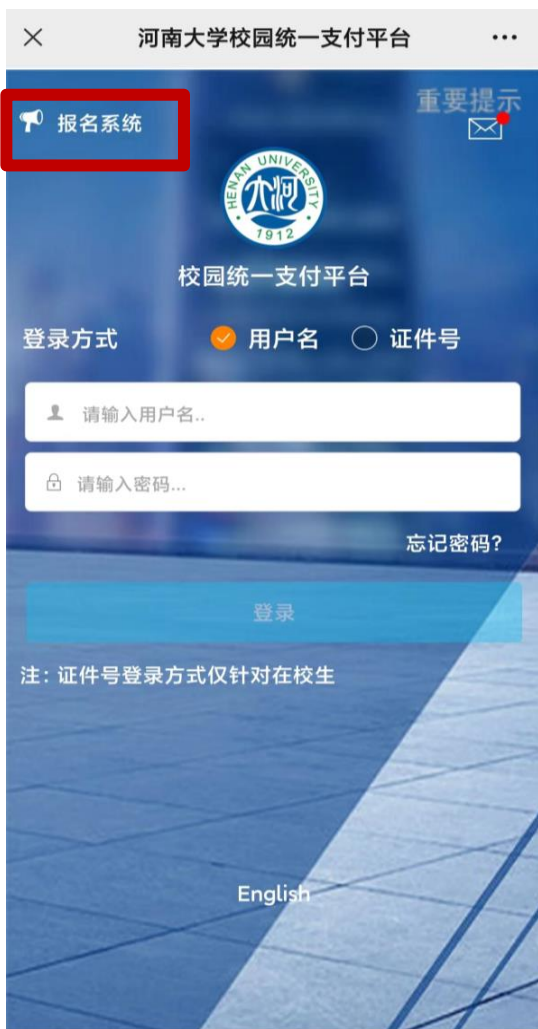 河南大学校园统一支付平台
报名系统
重要提示
HENAN UNIVERSITY
大河
1912
校园统一支付平台
登录方式 用户名 证件号
请输入用户名..
请输入密码...
忘记密码?
登录
注: 证件号登录方式仅针对在校生
English